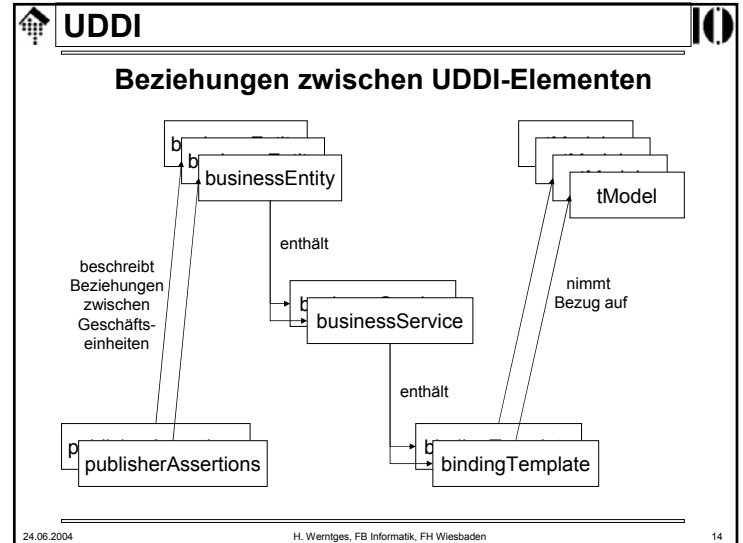 UDDI
Beziehungen zwischen UDDI-Elementen
businessEntity
tModel
enthält
beschreibt
Beziehungen
zwischen
Geschäfts-
einheiten
nimmt
Bezug auf
businessService
enthält
publisherAssertions
bindingTemplate
24.06.2004
H. Werntges, FB Informatik, FH Wiesbaden
14